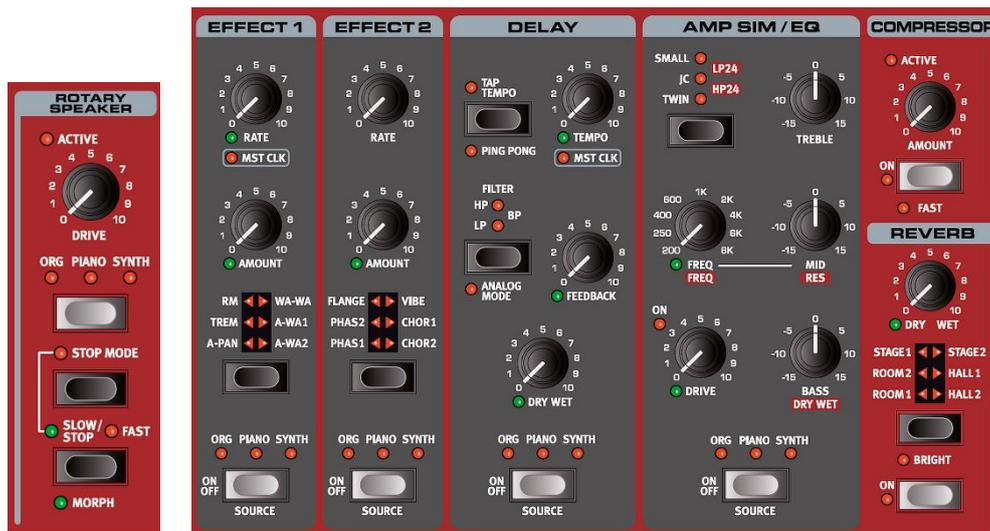 ROTARY
SPEAKER
ACTIVE
0 1 2 3 4 5 6 7 8 9 10
DRIVE
ORG PIANO SYNTH
STOP MODE
SLOW/
STOP
FAST
MORPH
EFFECT 1
0 1 2 3 4 5 6 7 8 9 10
RATE
MST CLK
0 1 2 3 4 5 6 7 8 9 10
AMOUNT
RM WA-WA
TREM A-WA1
A-PAN A-WA2
ORG PIANO SYNTH
ON
OFF
SOURCE
EFFECT 2
0 1 2 3 4 5 6 7 8 9 10
RATE
0 1 2 3 4 5 6 7 8 9 10
AMOUNT
FLANGE VIBE
PHAS2 CHOR1
PHAS1 CHOR2
ORG PIANO SYNTH
ON
OFF
SOURCE
DELAY
TAP
TEMPO
PING PONG
0 1 2 3 4 5 6 7 8 9 10
TEMPO
MST CLK
FILTER
HP
BP
LP
ANALOG
MODE
0 1 2 3 4 5 6 7 8 9 10
FEEDBACK
0 1 2 3 4 5 6 7 8 9 10
DRY WET
ORG PIANO SYNTH
ON
OFF
SOURCE
AMP SIM/EQ
SMALL
LP24
JC
HP24
TWIN
-15 -10 -5 0 5 10 15
TREBLE
200 250 400 600 1K 2K 4K 6K 8K
FREQ
FREQ
-15 -10 -5 0 5 10 15
MID
RES
ON
0 1 2 3 4 5 6 7 8 9 10
DRIVE
-15 -10 -5 0 5 10 15
BASS
DRY WET
ORG PIANO SYNTH
ON
OFF
SOURCE
COMPRESSOR
ACTIVE
0 1 2 3 4 5 6 7 8 9 10
AMOUNT
ON
FAST
REVERB
0 1 2 3 4 5 6 7 8 9 10
DRY WET
STAGE1 STAGE2
ROOM2 HALL1
ROOM1 HALL2
BRIGHT
ON